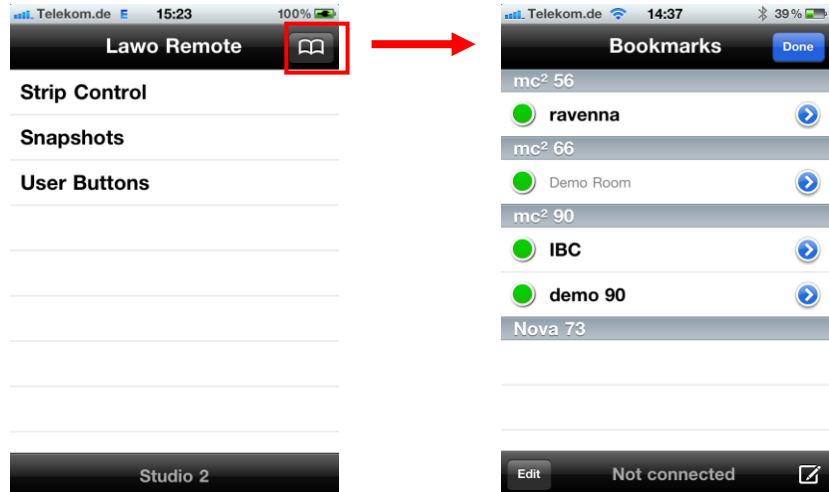 Telekom.de E 15:23 100%
Lawo Remote
Strip Control
Snapshots
User Buttons
Studio 2
Telekom.de 14:37 39%
Bookmarks Done
mc² 56
ravenna
mc² 66
Demo Room
mc² 90
IBC
demo 90
Nova 73
Edit Not connected